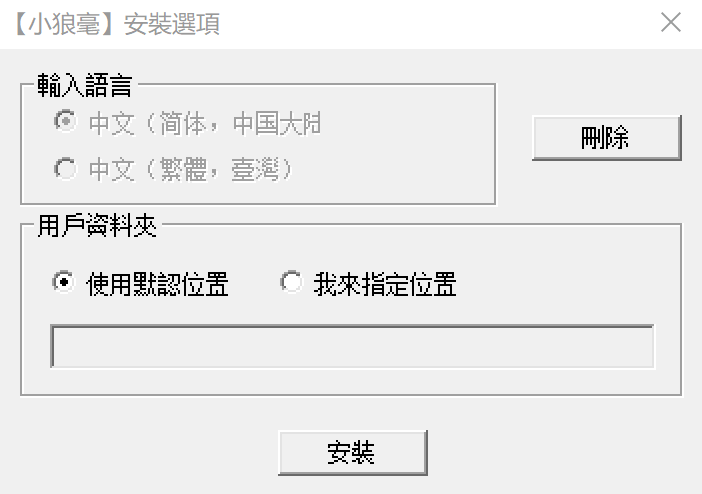 【小狼毫】安裝選項
輸入語言
中文（简体，中国大陆
中文（繁體，臺灣）
刪除
用戶資料夾
使用默認位置
我來指定位置
安裝